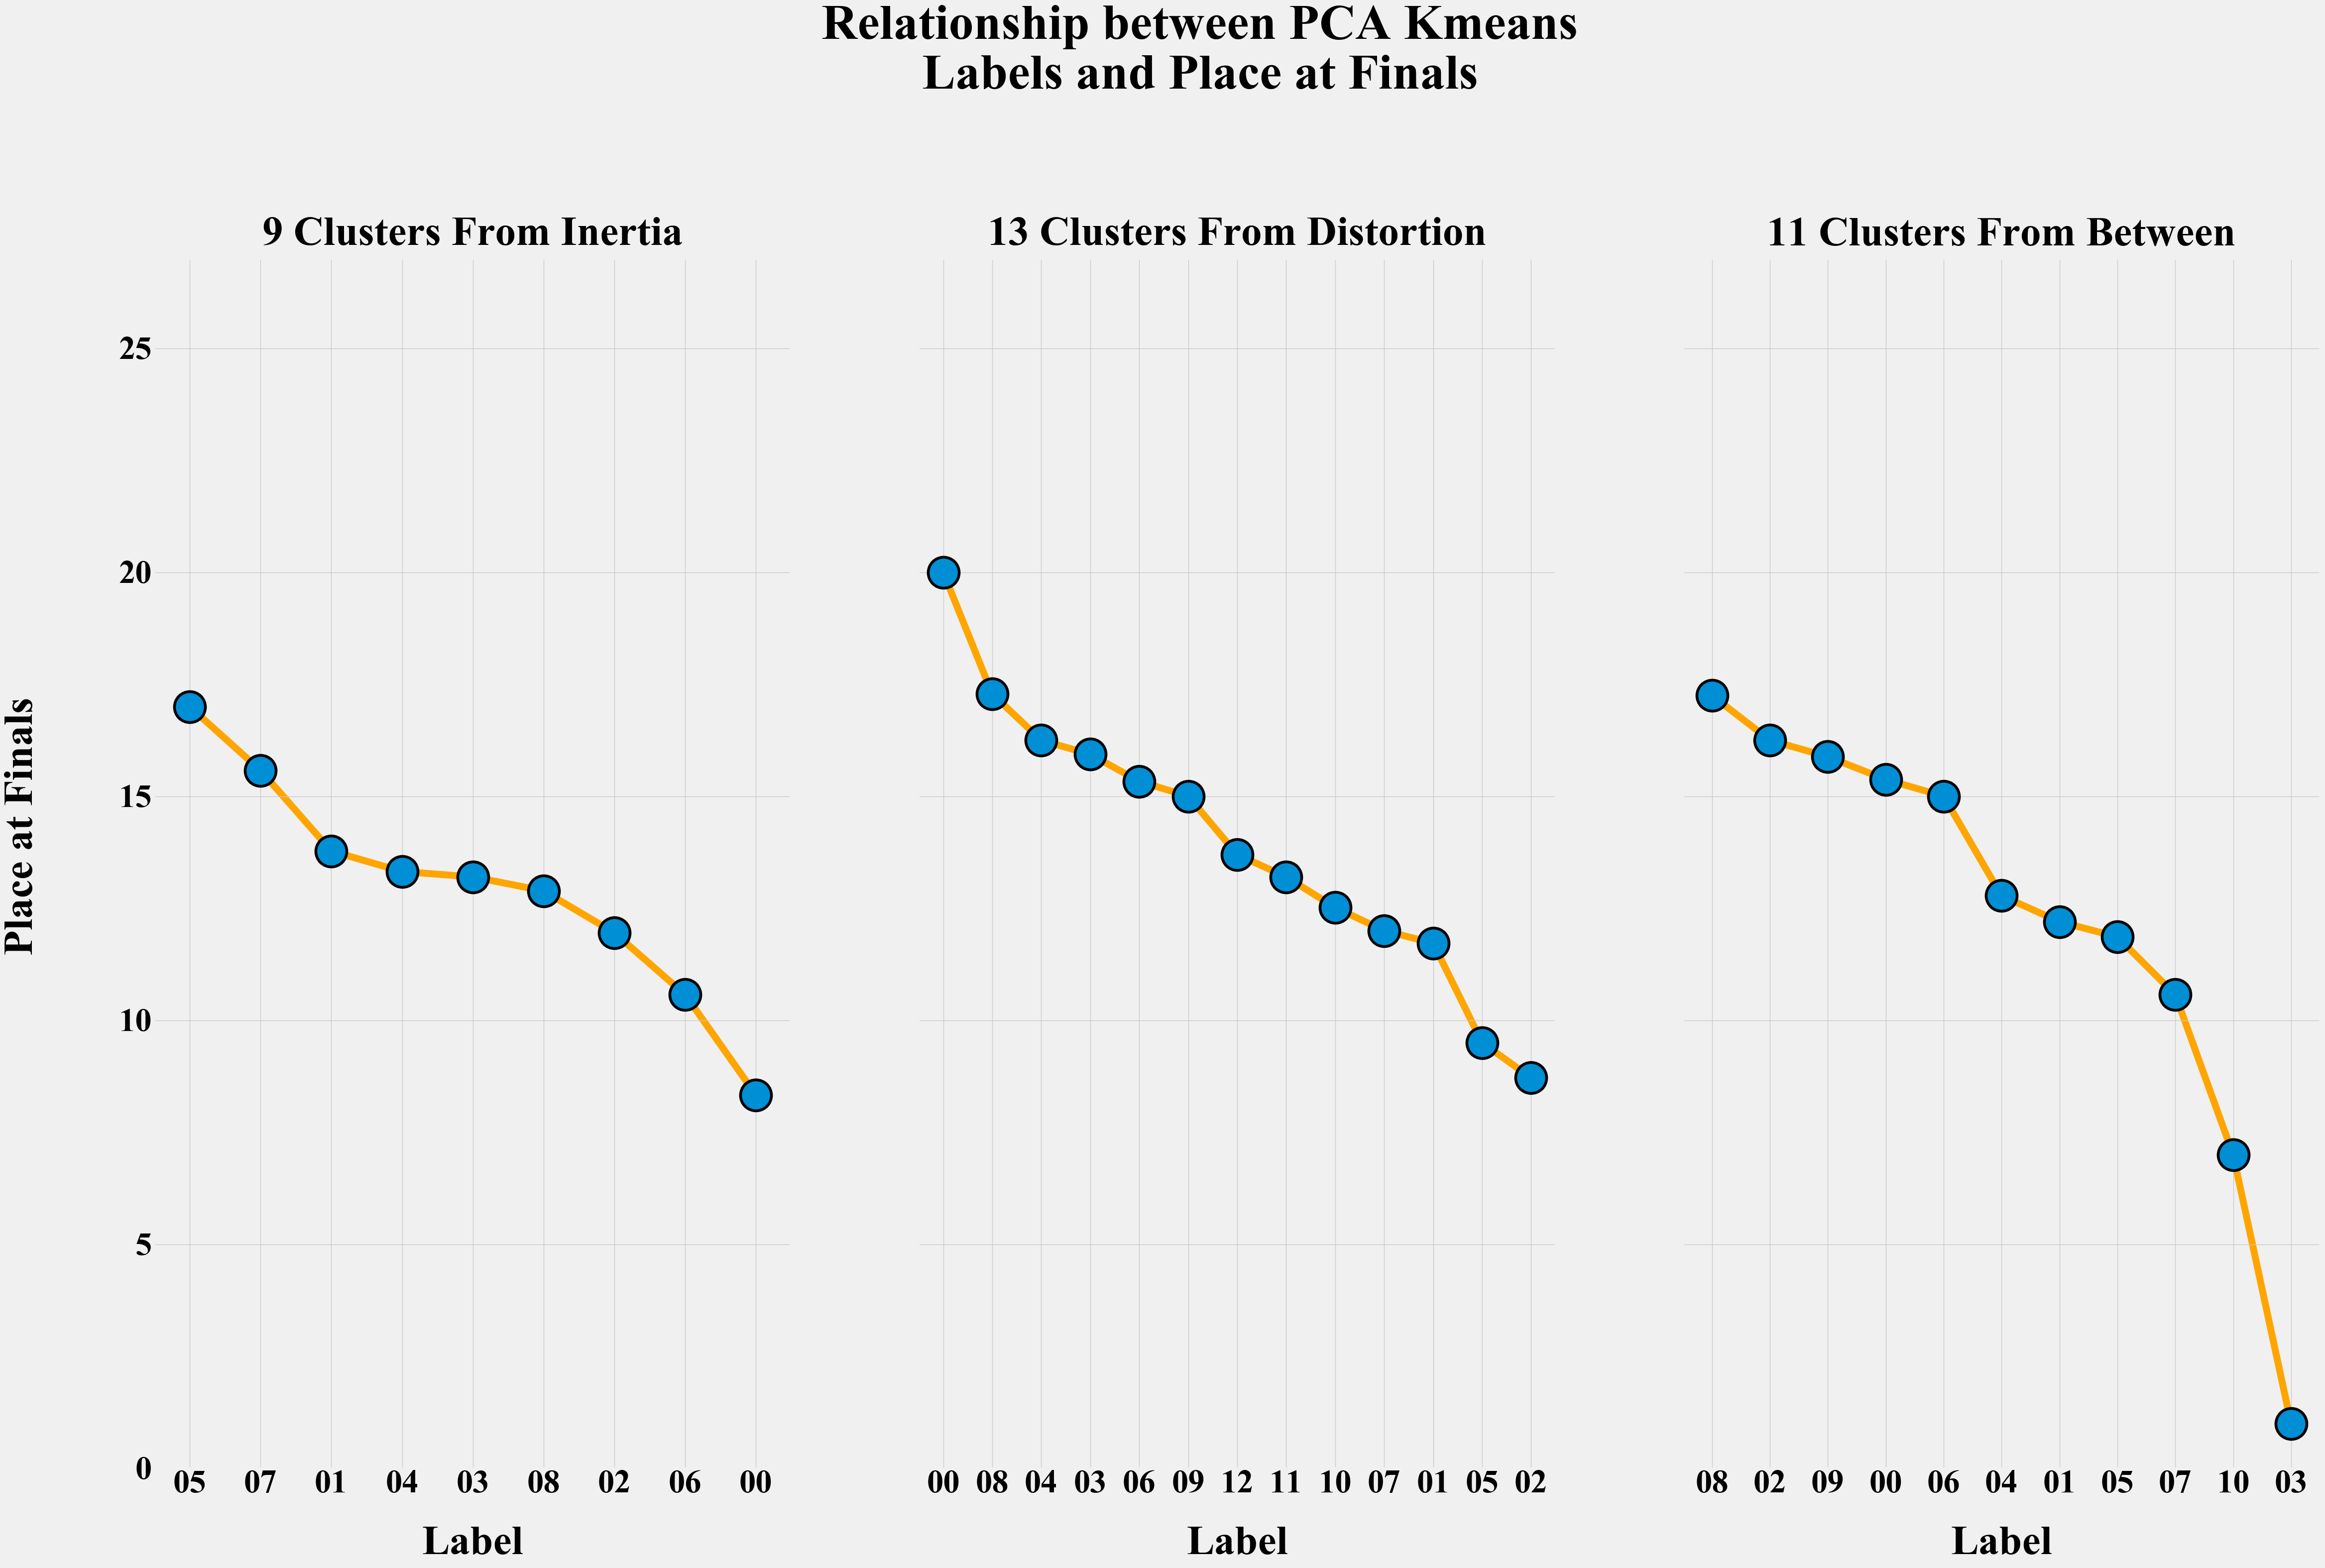 Relationship between PCA Kmeans
Labels and Place at Finals
9 Clusters From Inertia
13 Clusters From Distortion
11 Clusters From Between
Place at Finals
25
20
15
10
5
0
05 07 01 04 03 08 02 06 00
00 08 04 03 06 09 12 11 10 07 01 05 02
08 02 09 00 06 04 01 05 07 10 03
Label
Label
Label